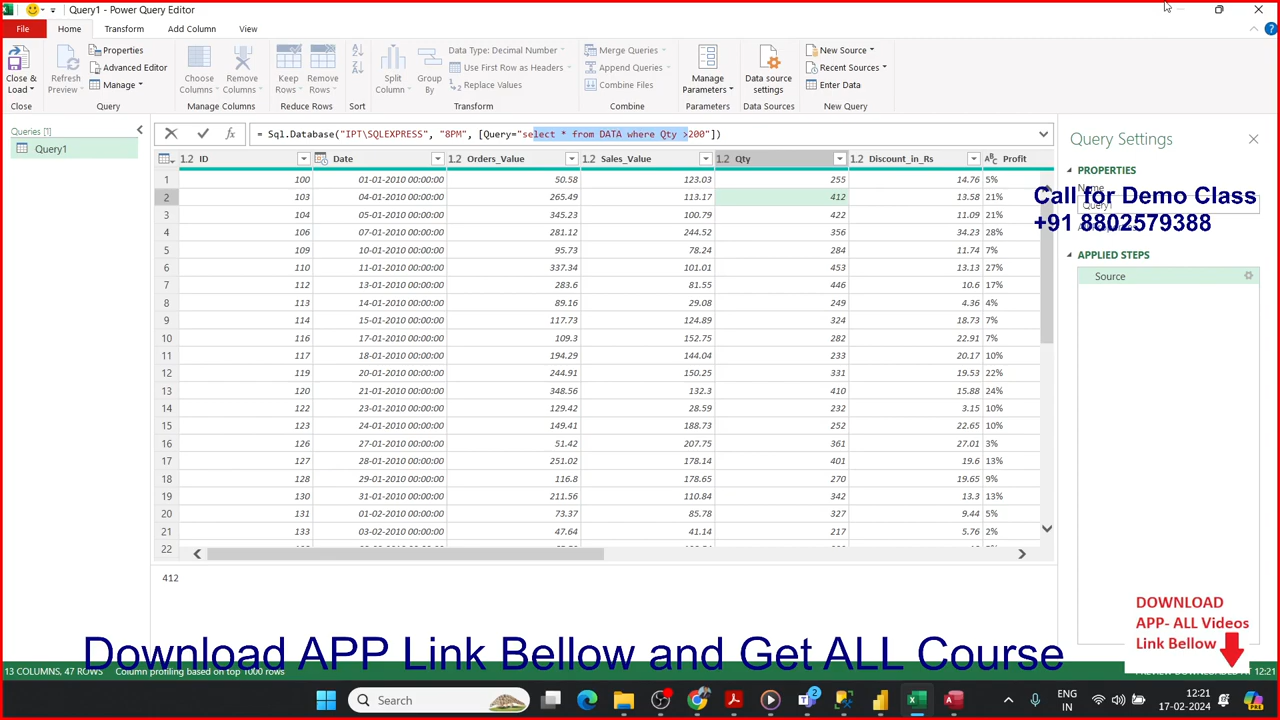 Query1 - Power Query Editor
File Home Transform Add Column View
Close & Load
Refresh Preview
Properties
Advanced Editor
Manage
Choose Columns
Remove Columns
Keep Rows
Remove Rows
Split Column
Group By
Data Type: Decimal Number
Use First Row as Headers
Replace Values
Merge Queries
Append Queries
Combine Files
Manage Parameters
Data source settings
New Source
Recent Sources
Enter Data
Close Query Manage Columns Reduce Rows Sort Transform Combine Parameters Data Sources New Query
Queries [1]
Query1
= Sql.Database("IPT\SQLEXPRESS", "8PM", [Query="select * from DATA where Qty >200"])
1.2 ID Date 1.2 Orders_Value 1.2 Sales_Value 1.2 Qty 1.2 Discount_in_Rs ABC Profit
1 100 01-01-2010 00:00:00 50.58 123.03 255 14.76 5%
2 103 04-01-2010 00:00:00 265.49 113.17 412 13.58 21%
3 104 05-01-2010 00:00:00 345.23 100.79 422 11.09 21%
4 106 07-01-2010 00:00:00 281.12 244.52 356 34.23 28%
5 109 10-01-2010 00:00:00 95.73 78.24 284 11.74 7%
6 110 11-01-2010 00:00:00 337.34 101.01 453 13.13 27%
7 112 13-01-2010 00:00:00 283.6 81.55 446 10.6 17%
8 113 14-01-2010 00:00:00 89.16 29.08 249 4.36 4%
9 114 15-01-2010 00:00:00 117.73 124.89 324 18.73 7%
10 116 17-01-2010 00:00:00 109.3 152.75 282 22.91 7%
11 117 18-01-2010 00:00:00 194.29 144.04 233 20.17 10%
12 119 20-01-2010 00:00:00 244.91 150.25 331 19.53 22%
13 120 21-01-2010 00:00:00 348.56 132.3 410 15.88 24%
14 122 23-01-2010 00:00:00 129.42 28.59 232 3.15 10%
15 123 24-01-2010 00:00:00 149.41 188.73 252 22.65 10%
16 126 27-01-2010 00:00:00 51.42 207.75 361 27.01 3%
17 127 28-01-2010 00:00:00 251.02 178.14 401 19.6 13%
18 128 29-01-2010 00:00:00 116.8 178.65 270 19.65 9%
19 130 31-01-2010 00:00:00 211.56 110.84 342 13.3 13%
20 131 01-02-2010 00:00:00 73.37 85.78 327 9.44 5%
21 133 03-02-2010 00:00:00 47.64 41.14 217 5.76 2%
22
412
Query Settings
PROPERTIES
Name
Query1
Call for Demo Class
+91 8802579388
APPLIED STEPS
Source
DOWNLOAD
APP- ALL Videos
Link Bellow
Download APP Link Bellow and Get ALL Course
13 COLUMNS, 47 ROWS Column profiling based on top 1000 rows
PREVIEW DOWNLOADED AT 12:21
Search
2
ENG
IN
12:21
17-02-2024